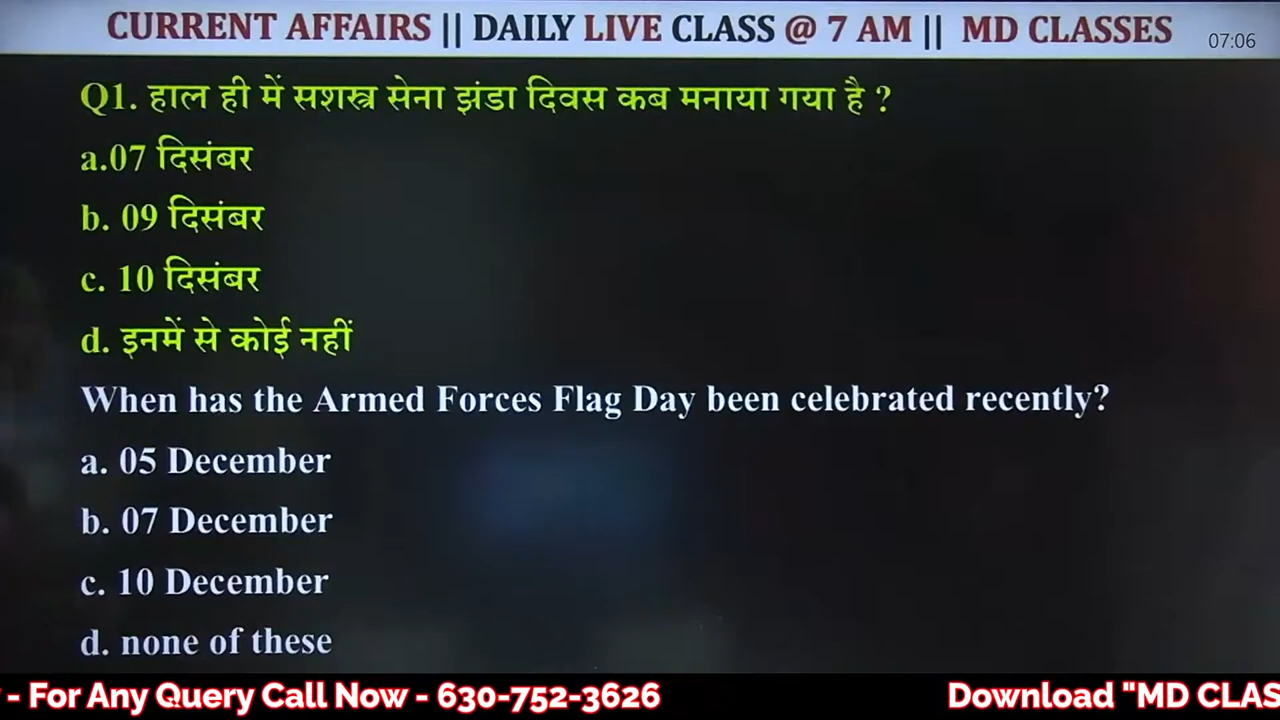 CURRENT AFFAIRS || DAILY LIVE CLASS @ 7 AM || MD CLASSES
07:06
Q1. हाल ही में सशस्त्र सेना झंडा दिवस कब मनाया गया है ?
a.07 दिसंबर
b. 09 दिसंबर
c. 10 दिसंबर
d. इनमें से कोई नहीं
When has the Armed Forces Flag Day been celebrated recently?
a. 05 December
b. 07 December
c. 10 December
d. none of these
- For Any Query Call Now - 630-752-3626
Download "MD CLAS